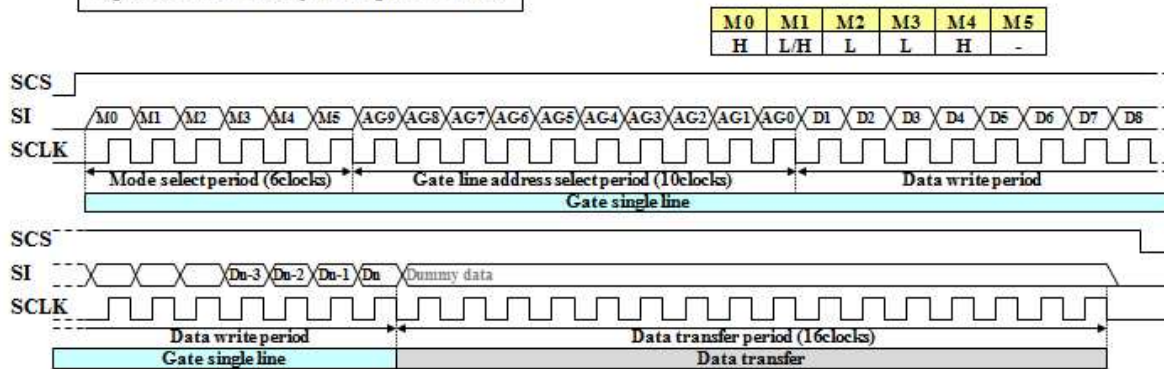 M0 M1 M2 M3 M4 M5
H L/H L L H -
SCS
SI M0 M1 M2 M3 M4 M5 AG9 AG8 AG7 AG6 AG5 AG4 AG3 AG2 AG1 AG0 D1 D2 D3 D4 D5 D6 D7 D8
SCLK
Mode select period (6clocks) Gate line address select period (10clocks) Data write period
Gate single line
SCS
SI Dn-3 Dn-2 Dn-1 Dn Dummy data
SCLK
Data write period Data transfer period (16clocks)
Gate single line Data transfer